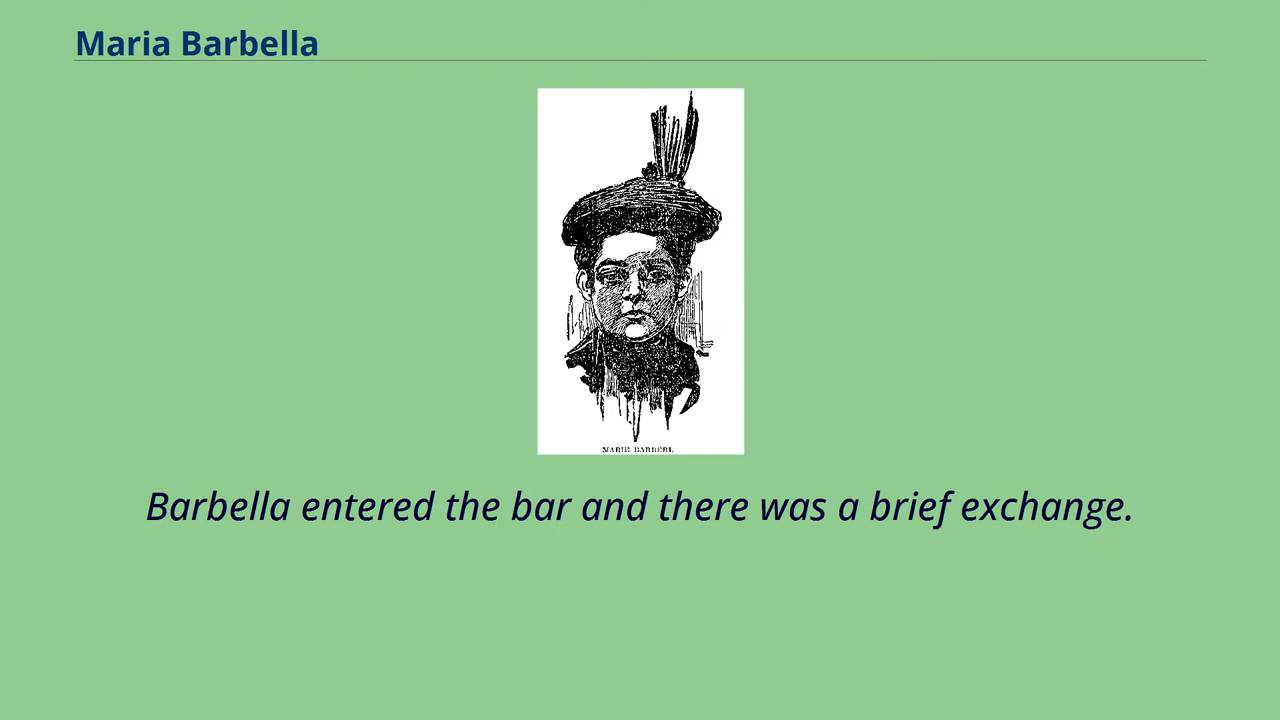 Maria Barbella
MARIE BARBERI.
Barbella entered the bar and there was a brief exchange.